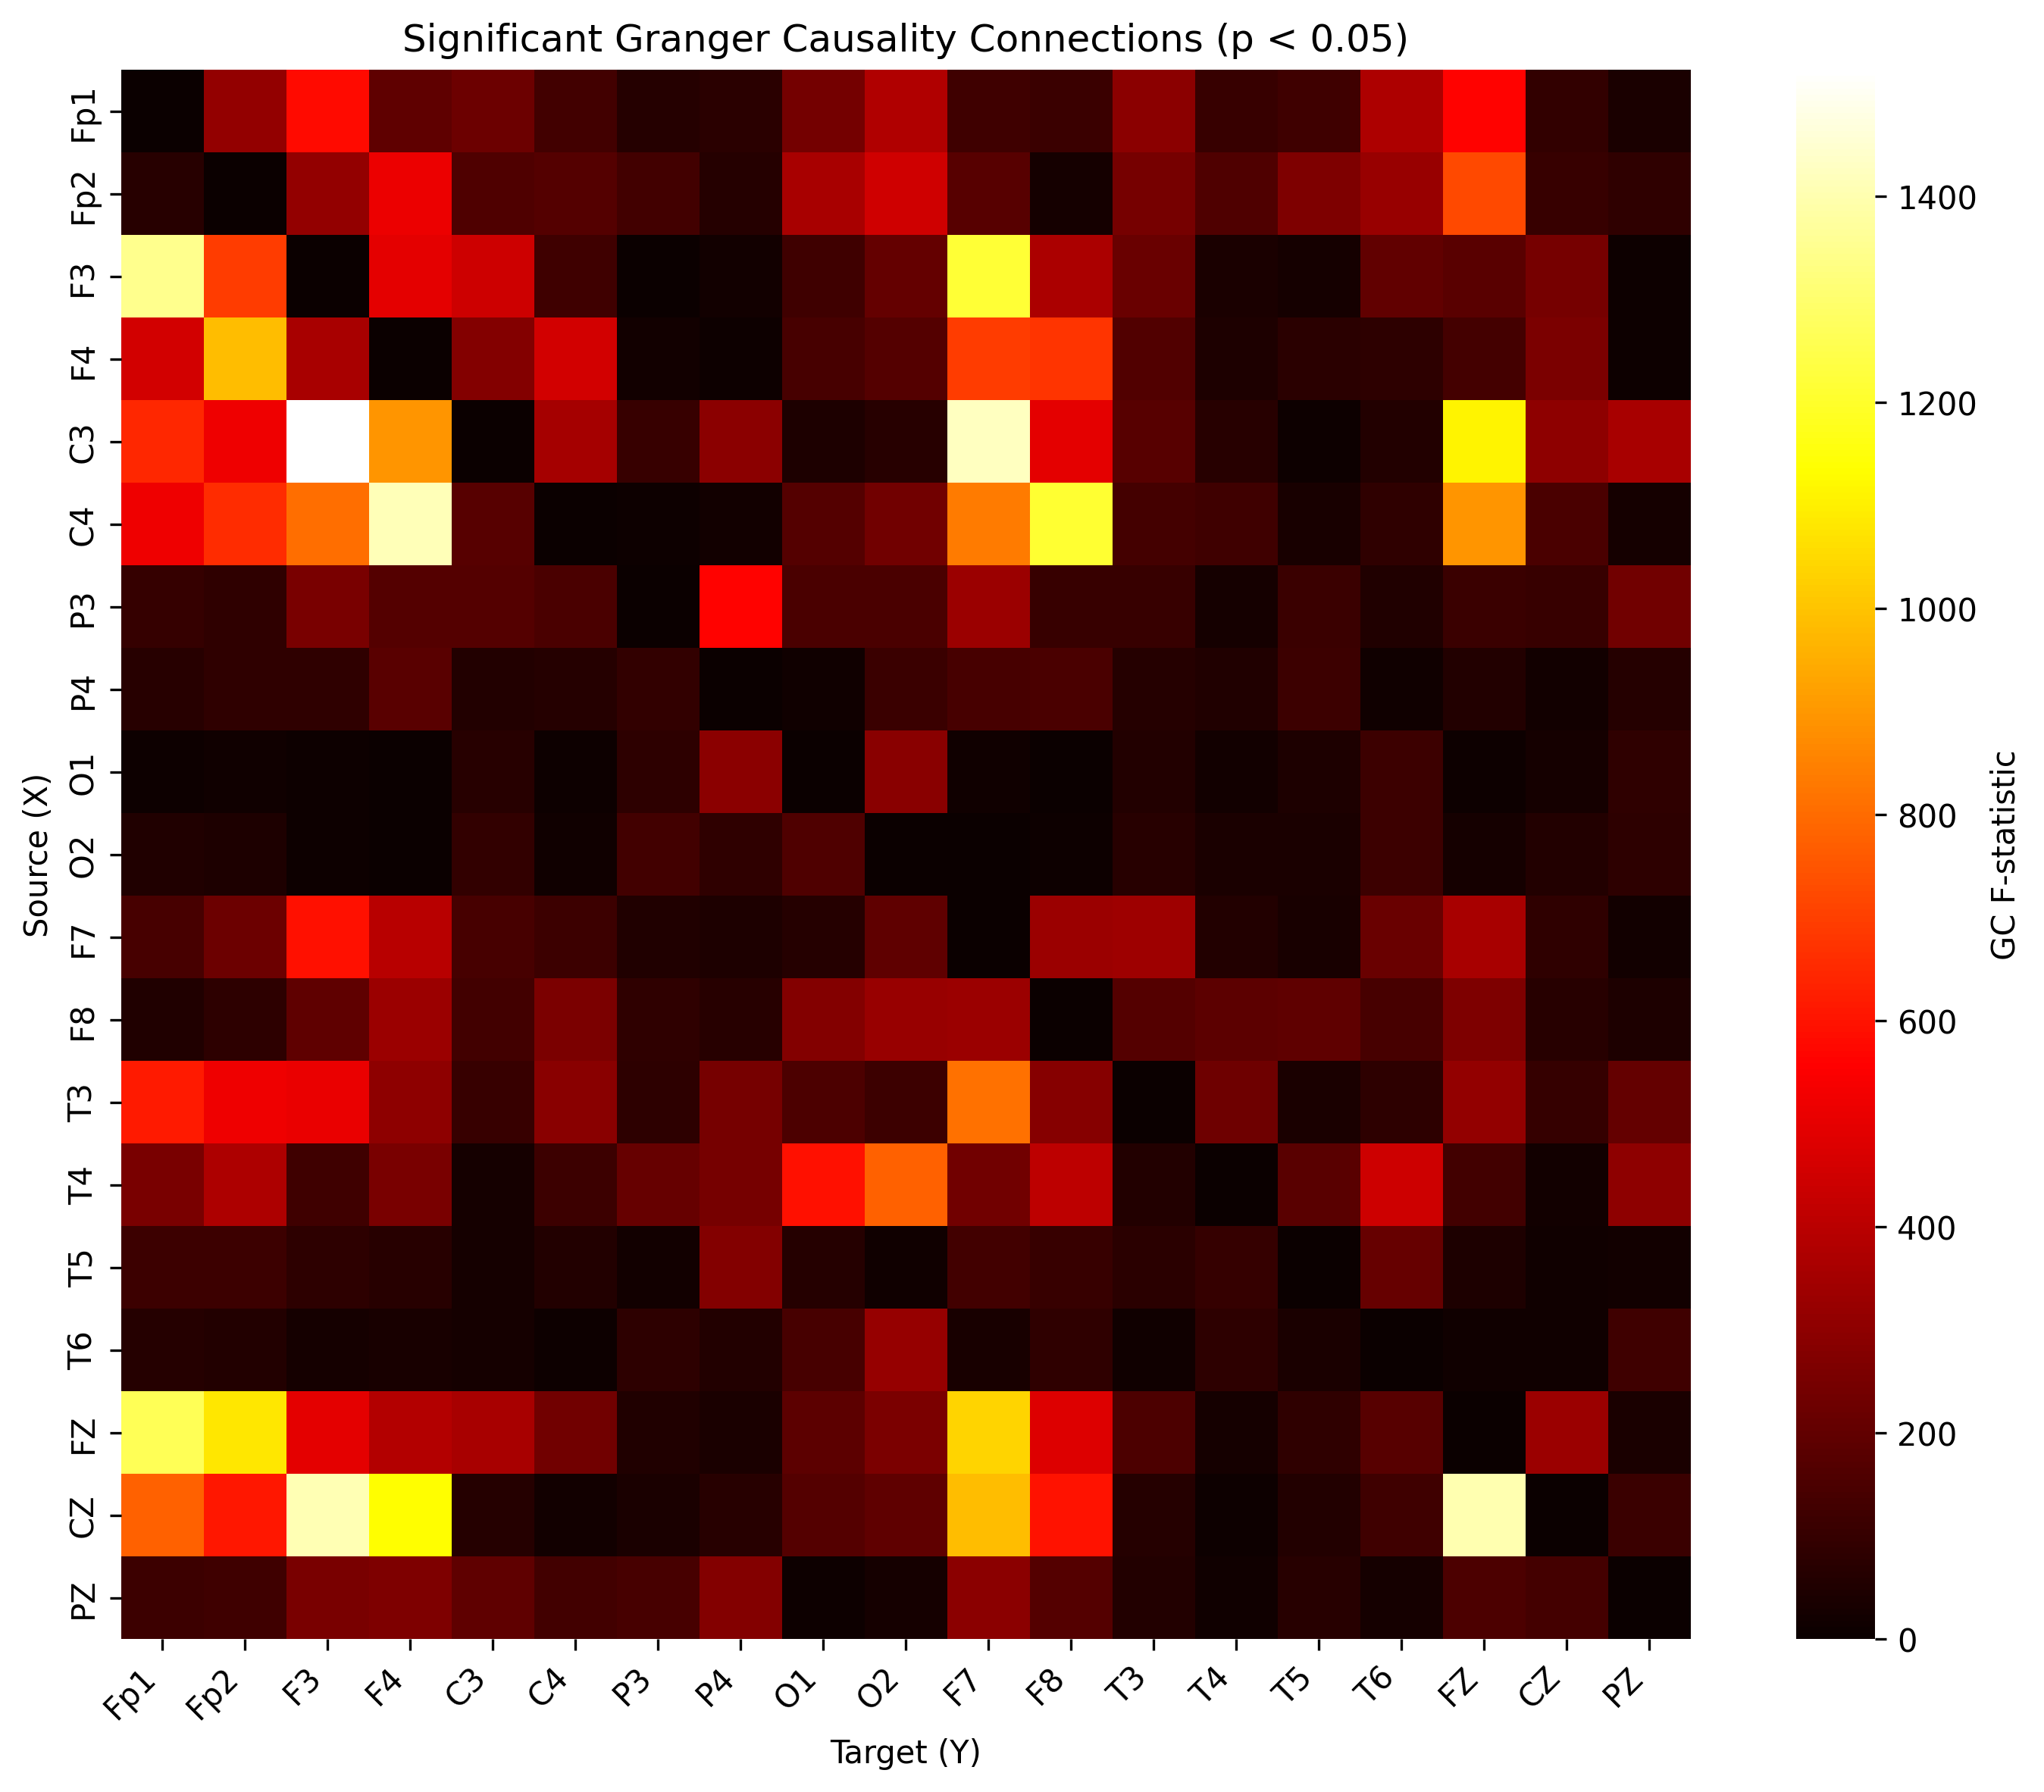 Significant Granger Causality Connections (p < 0.05)
Source (X)
Fp1
Fp2
F3
F4
C3
C4
P3
P4
O1
O2
F7
F8
T3
T4
T5
T6
FZ
CZ
PZ
Fp1 Fp2 F3 F4 C3 C4 P3 P4 O1 O2 F7 F8 T3 T4 T5 T6 FZ CZ PZ
Target (Y)
1400
1200
1000
800
600
400
200
0
GC F-statistic